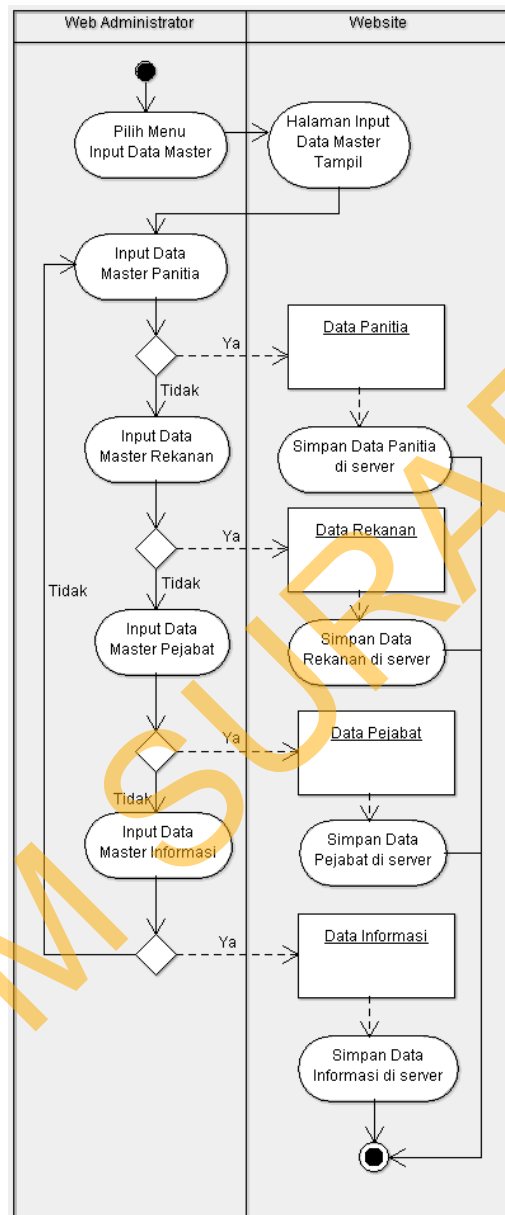 Web Administrator
Website
Pilih Menu
Input Data Master
Halaman Input
Data Master
Tampil
Input Data
Master Panitia
Ya
Data Panitia
Tidak
Input Data
Master Rekanan
Simpan Data Panitia
di server
Ya
Data Rekanan
Tidak
Tidak
Input Data
Master Pejabat
Simpan Data
Rekanan di server
Ya
Data Pejabat
Tidak
Input Data
Master Informasi
Simpan Data
Pejabat di server
Ya
Data Informasi
Simpan Data
Informasi di server
M SURA